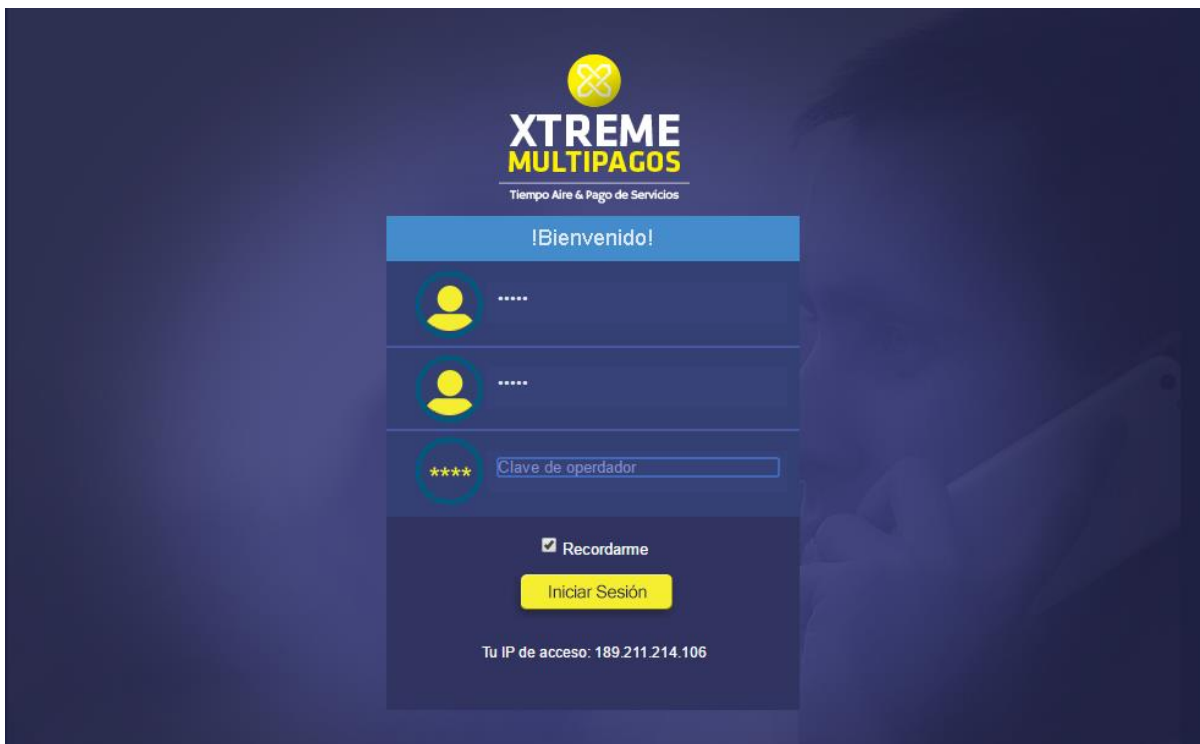 XTREME
MULTIPAGOS
Tiempo Aire & Pago de Servicios
!Bienvenido!
•••••
•••••
****
Clave de operdador
Recordarme
Iniciar Sesión
Tu IP de acceso: 189.211.214.106